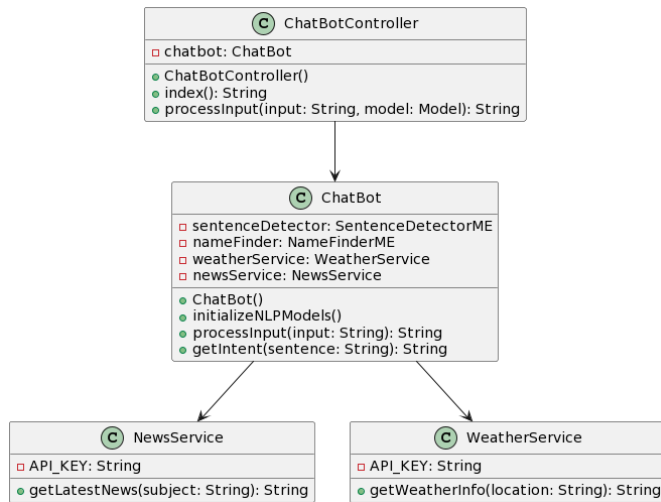 C ChatBotController
chatbot: ChatBot
ChatBotController()
index(): String
processInput(input: String, model: Model): String
C ChatBot
sentenceDetector: SentenceDetectorME
nameFinder: NameFinderME
weatherService: WeatherService
newsService: NewsService
ChatBot()
initializeNLPModels()
processInput(input: String): String
getIntent(sentence: String): String
C NewsService
API_KEY: String
getLatestNews(subject: String): String
C WeatherService
API_KEY: String
getWeatherInfo(location: String): String